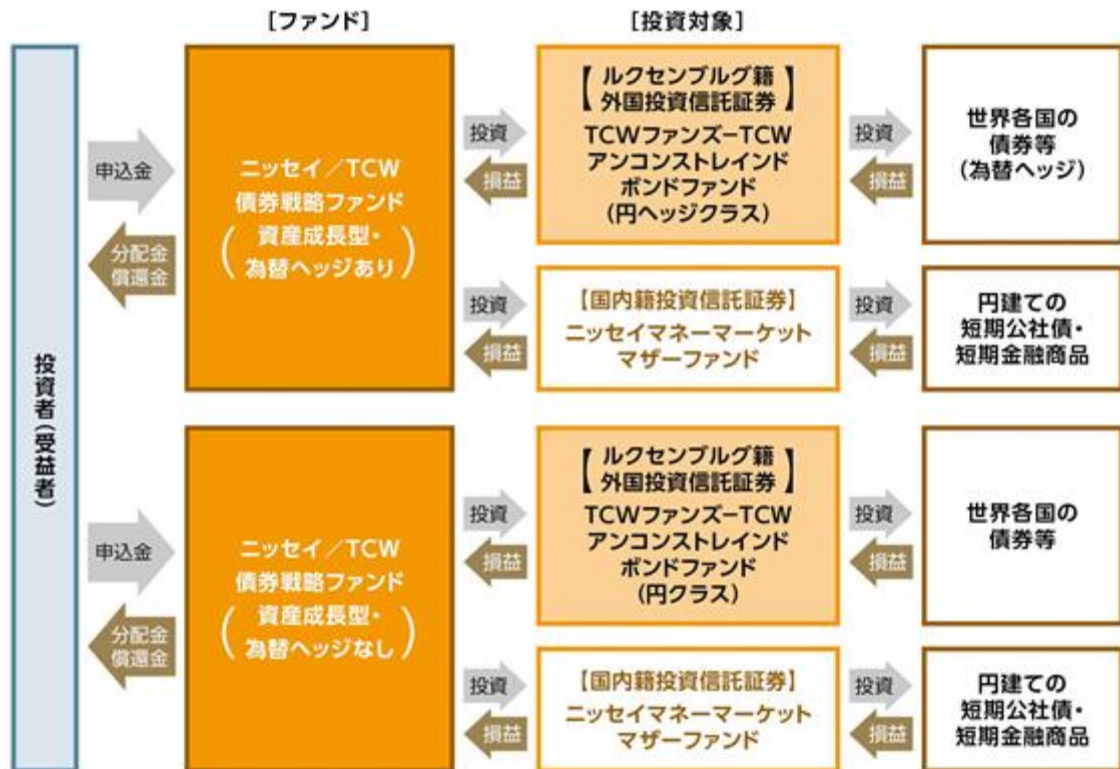 ［ファンド］
［投資対象］
投資者（受益者）
申込金
分配金
償還金
ニッセイ／TCW
債券戦略ファンド
（資産成長型・
為替ヘッジあり）
投資
損益
【ルクセンブルグ籍
外国投資信託証券】
TCWファンズーTCW
アンコンストレインド
ボンドファンド
（円ヘッジクラス）
投資
損益
世界各国の
債券等
（為替ヘッジ）
投資
損益
【国内籍投資信託証券】
ニッセイマネーマーケット
マザーファンド
投資
損益
円建ての
短期公社債・
短期金融商品
申込金
分配金
償還金
ニッセイ／TCW
債券戦略ファンド
（資産成長型・
為替ヘッジなし）
投資
損益
【ルクセンブルグ籍
外国投資信託証券】
TCWファンズーTCW
アンコンストレインド
ボンドファンド
（円クラス）
投資
損益
世界各国の
債券等
投資
損益
【国内籍投資信託証券】
ニッセイマネーマーケット
マザーファンド
投資
損益
円建ての
短期公社債・
短期金融商品